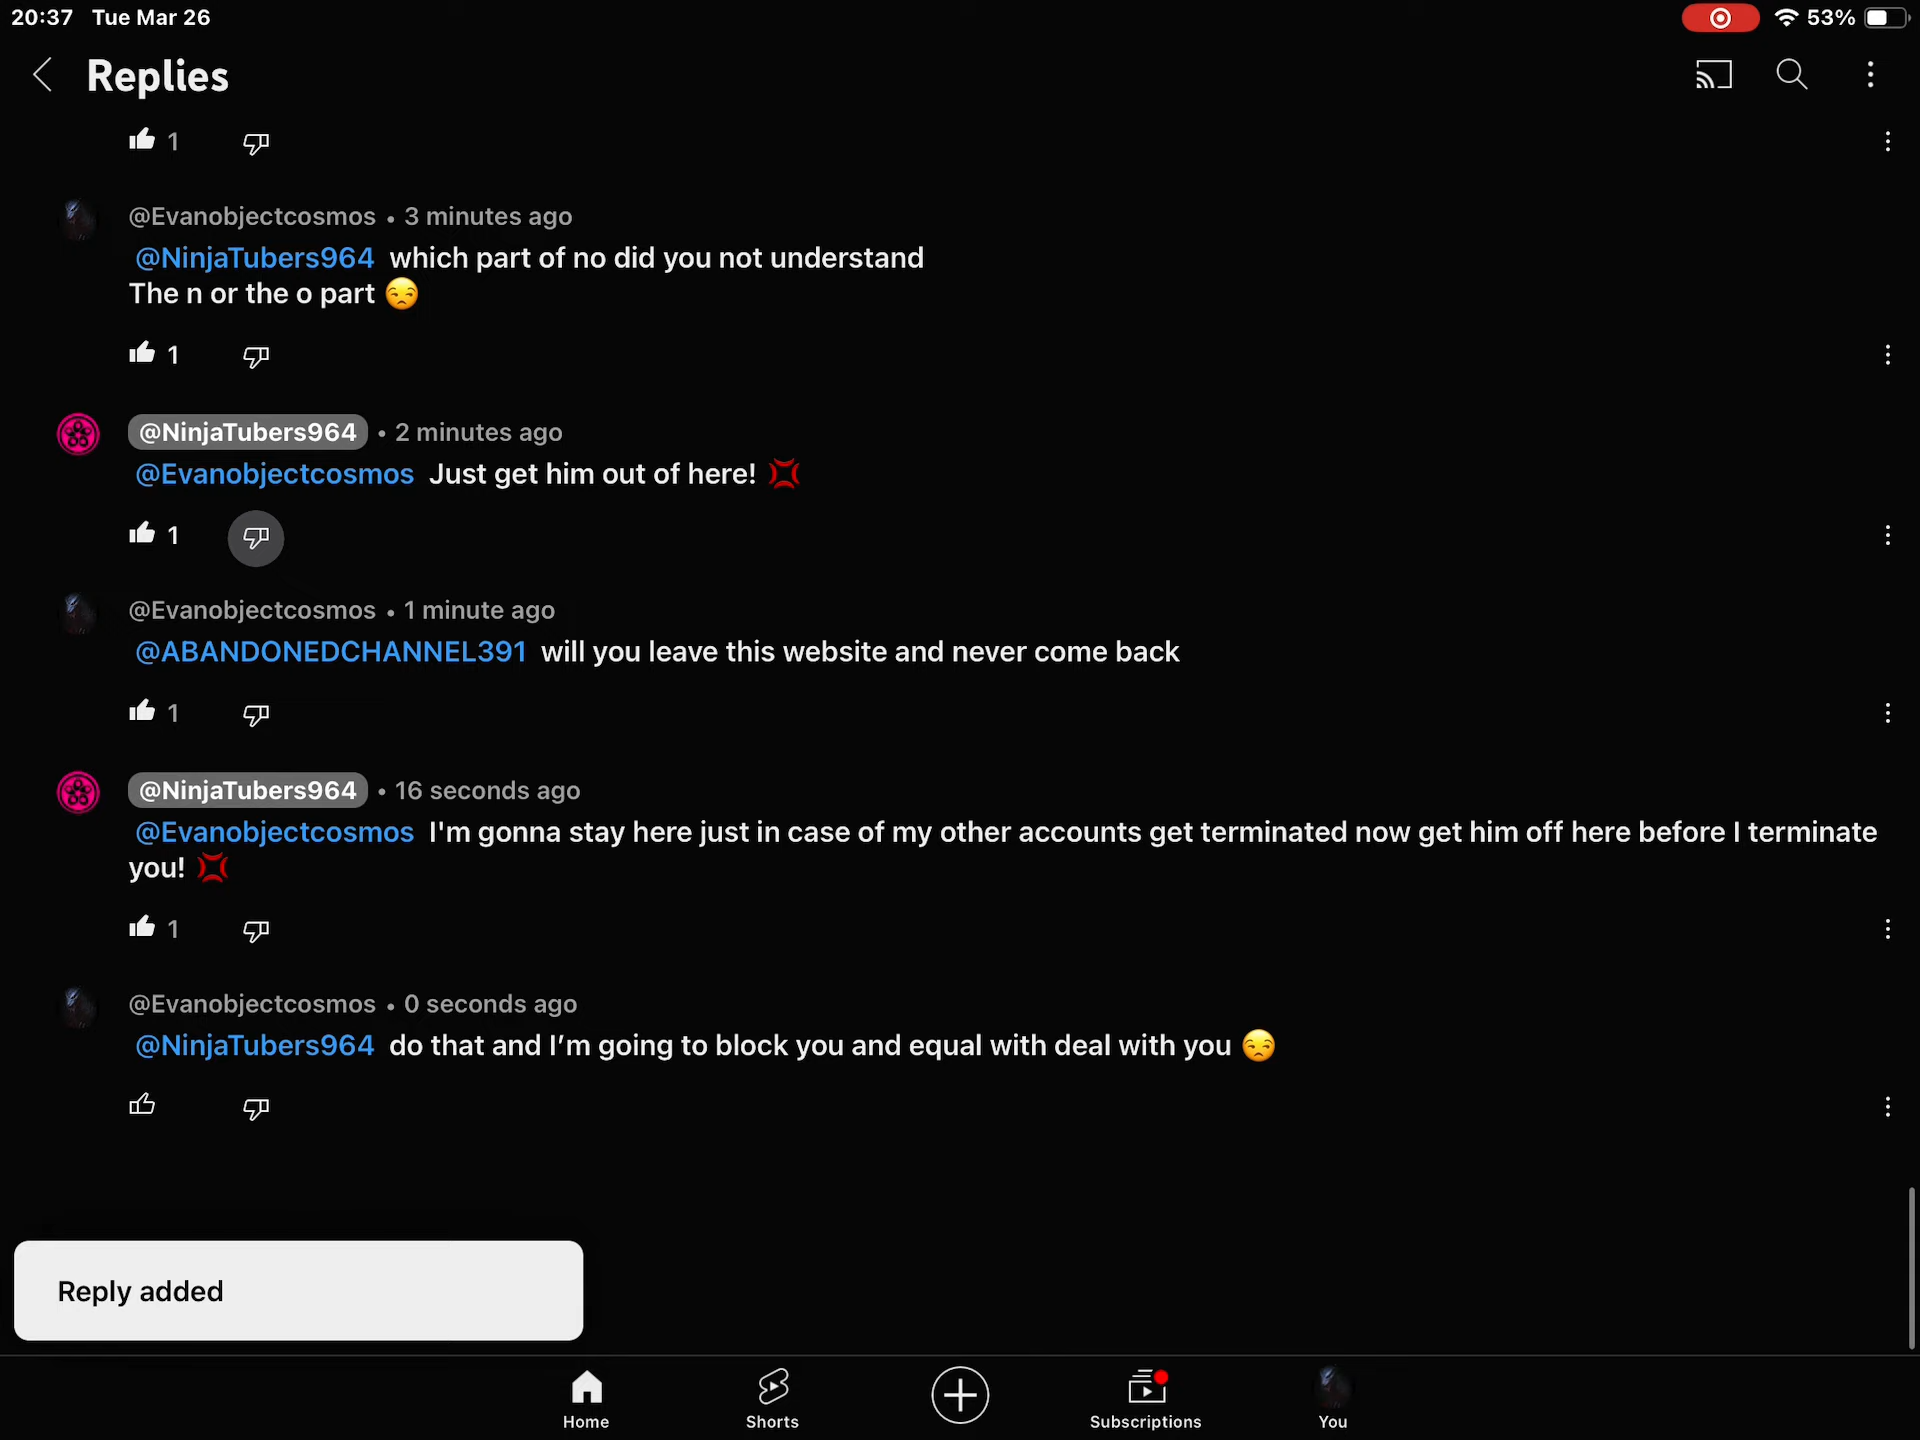 20:37 Tue Mar 26
53%
Replies
1
@Evanobjectcosmos • 3 minutes ago
@NinjaTubers964 which part of no did you not understand
The n or the o part 😒
1
@NinjaTubers964 • 2 minutes ago
@Evanobjectcosmos Just get him out of here! 💢
1
@Evanobjectcosmos • 1 minute ago
@ABANDONEDCHANNEL391 will you leave this website and never come back
1
@NinjaTubers964 • 16 seconds ago
@Evanobjectcosmos I'm gonna stay here just in case of my other accounts get terminated now get him off here before I terminate
you! 💢
1
@Evanobjectcosmos • 0 seconds ago
@NinjaTubers964 do that and I’m going to block you and equal with deal with you 😒
Reply added
Home
Shorts
Subscriptions
You